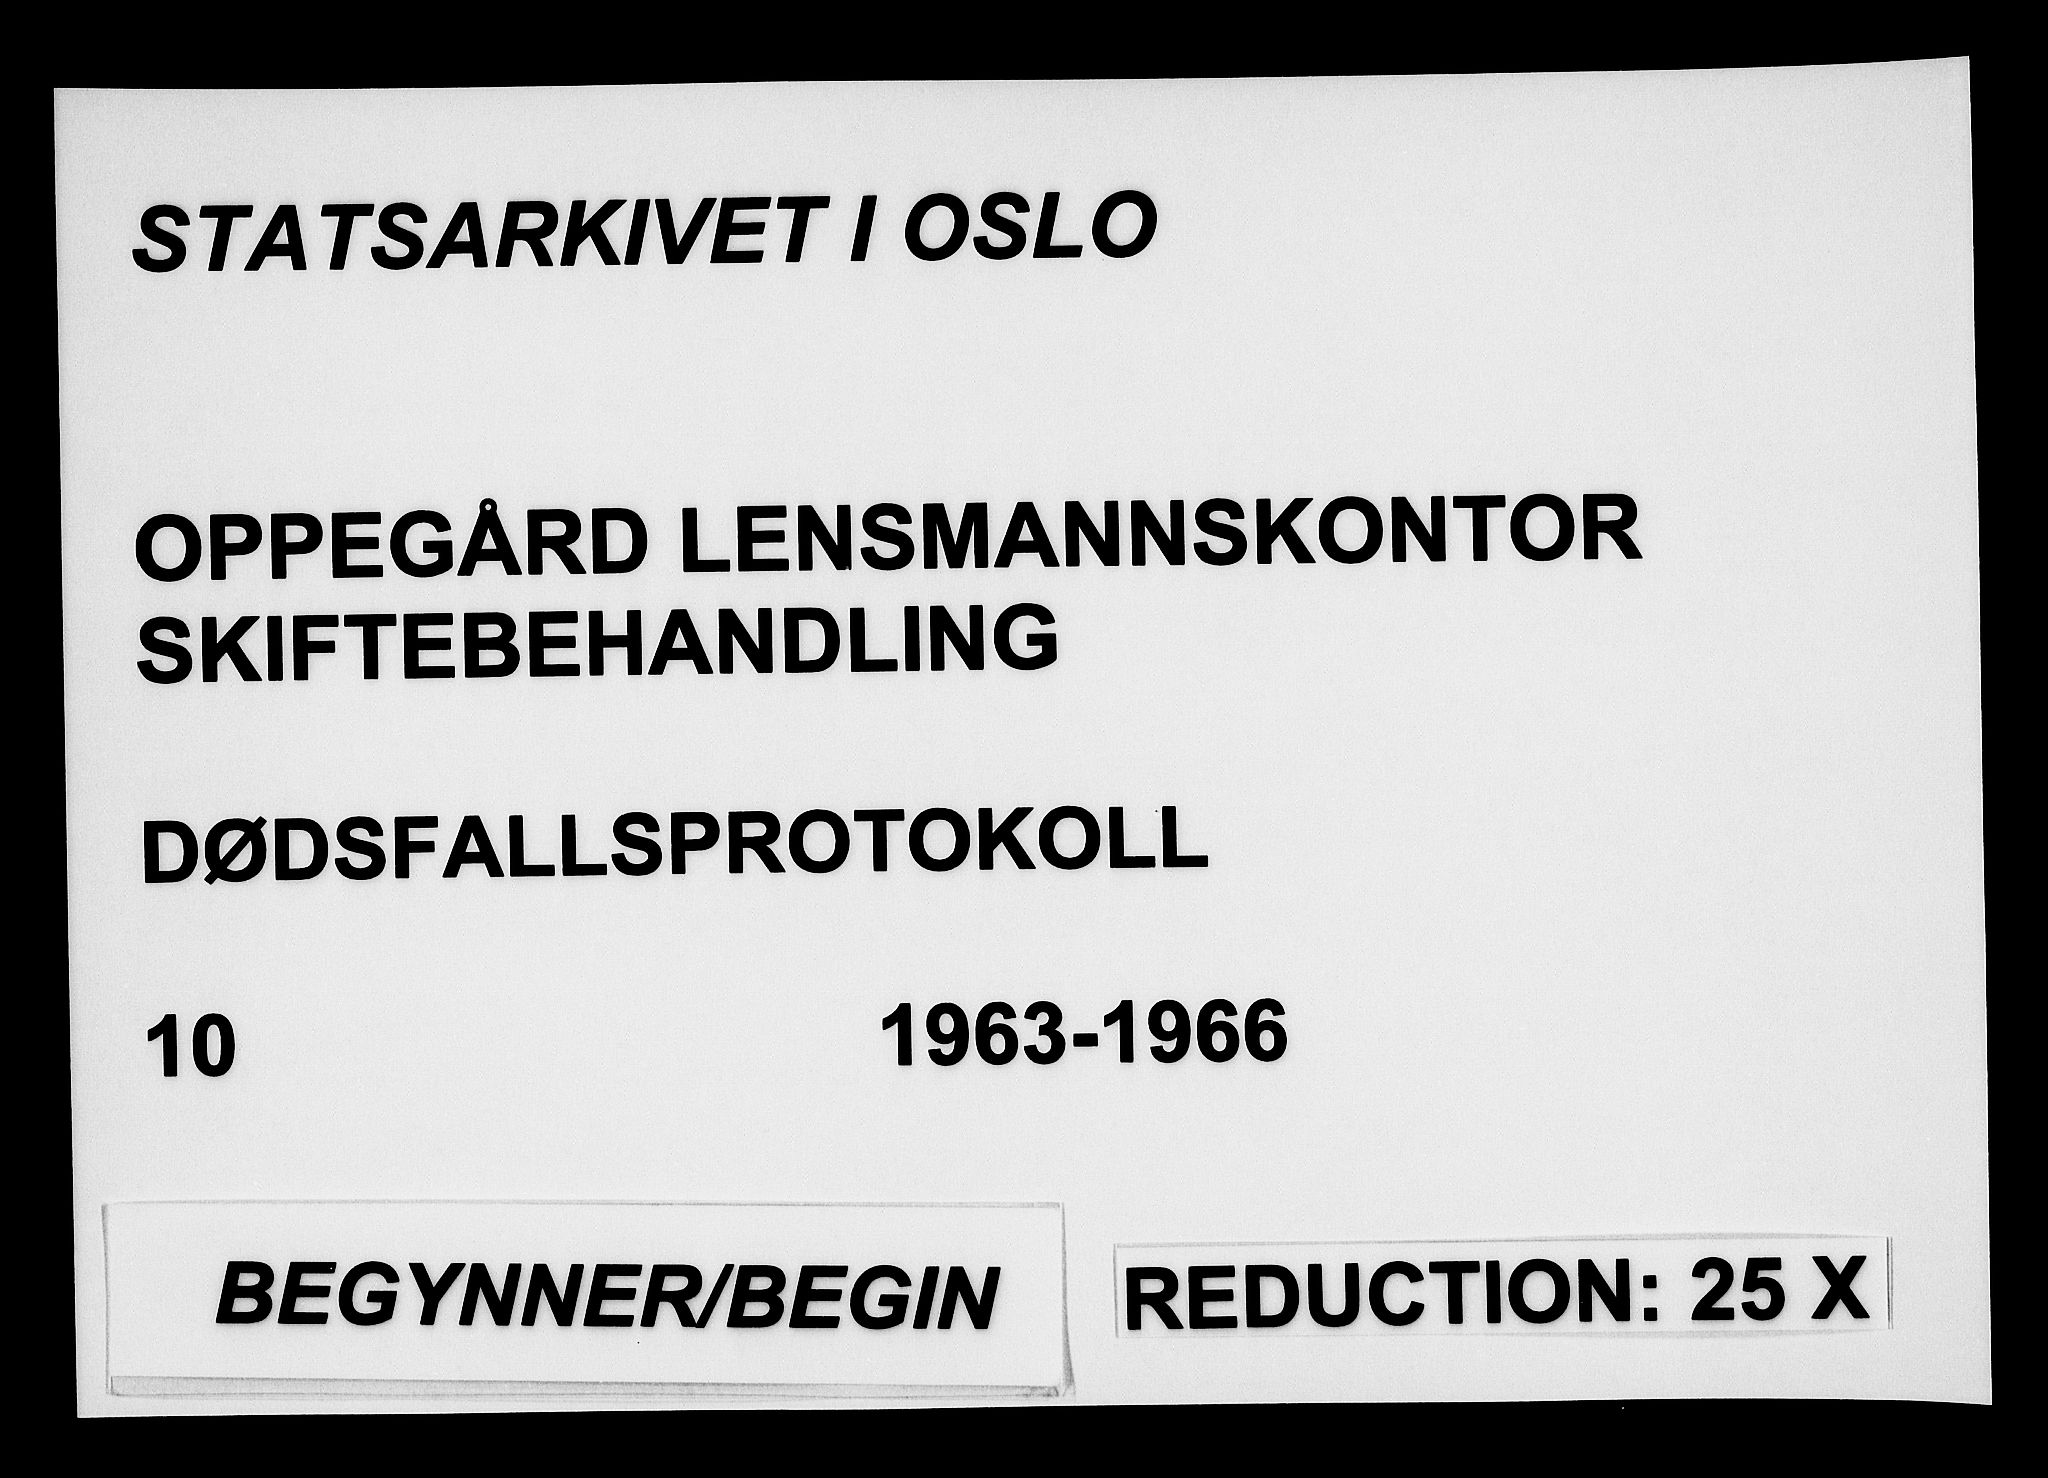 STATSARKIVET I OSLO
OPPEGÅRD LENSMANNSKONTOR
SKIFTEBEHANDLING
DØDSFALLSPROTOKOLL
10 1963-1966
BEGYNNER/BEGIN
REDUCTION: 25 X